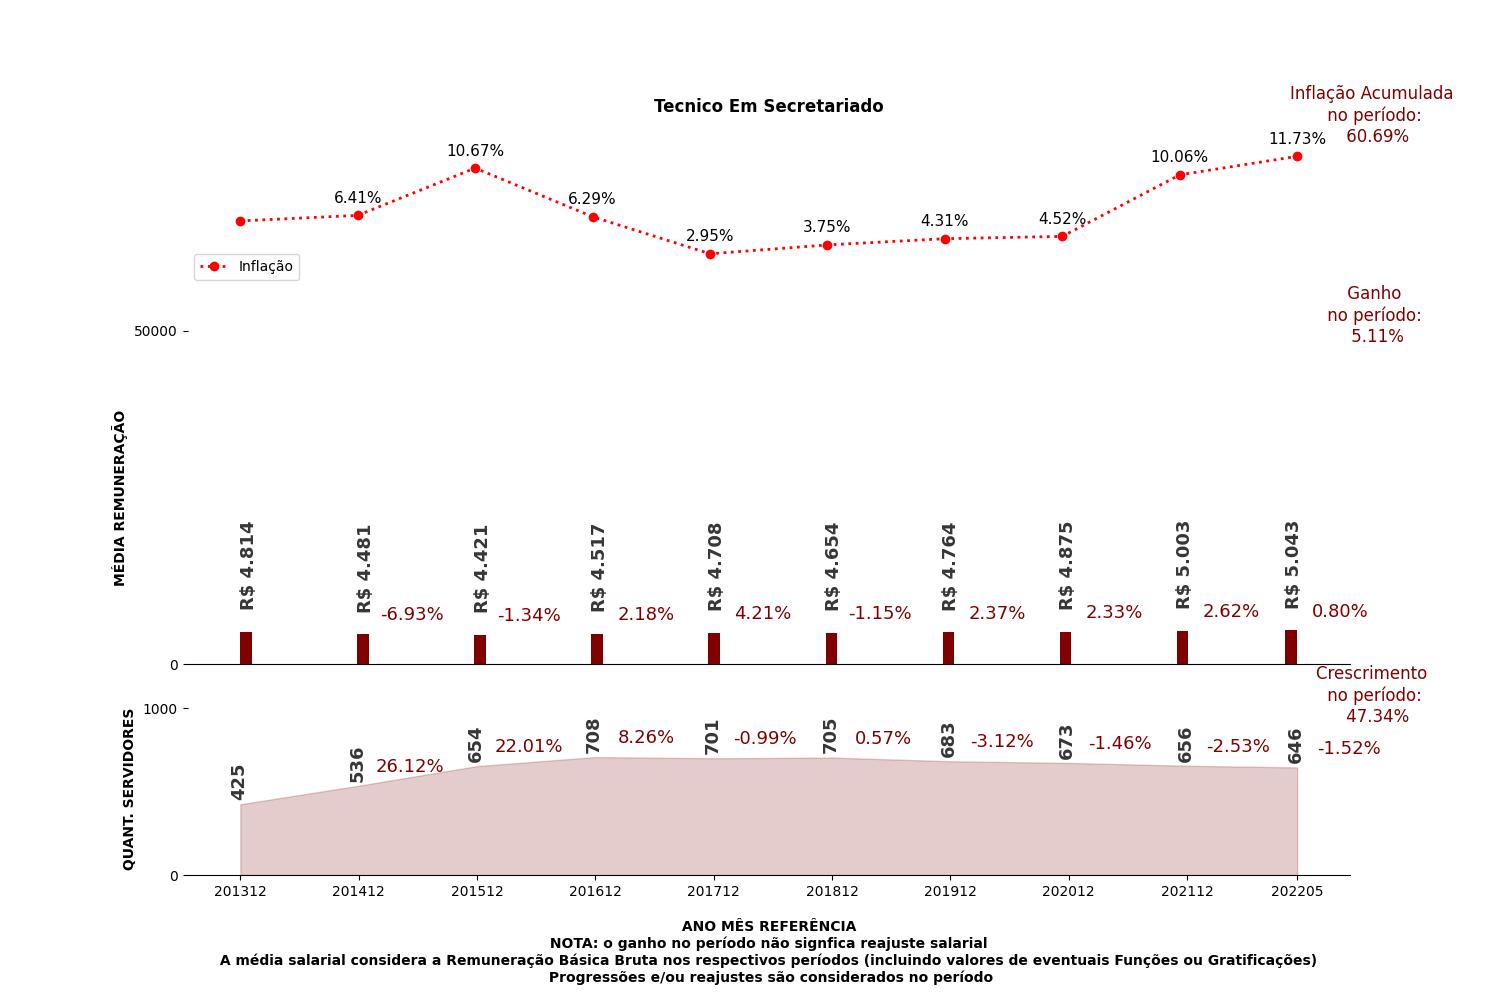 Inflação Acumulada
no período:
60.69%
Tecnico Em Secretariado
6.41%
10.67%
6.29%
2.95%
3.75%
4.31%
4.52%
10.06%
11.73%
Inflação
Ganho
no período:
5.11%
50000
0
MÉDIA REMUNERAÇÃO
R$ 4.814
R$ 4.481
R$ 4.421
R$ 4.517
R$ 4.708
R$ 4.654
R$ 4.764
R$ 4.875
R$ 5.003
R$ 5.043
-6.93%
-1.34%
2.18%
4.21%
-1.15%
2.37%
2.33%
2.62%
0.80%
Crescrimento
no período:
47.34%
1000
0
QUANT. SERVIDORES
425
536
654
708
701
705
683
673
656
646
26.12%
22.01%
8.26%
-0.99%
0.57%
-3.12%
-1.46%
-2.53%
-1.52%
201312
201412
201512
201612
201712
201812
201912
202012
202112
202205
ANO MÊS REFERÊNCIA
NOTA: o ganho no período não signfica reajuste salarial
A média salarial considera a Remuneração Básica Bruta nos respectivos períodos (incluindo valores de eventuais Funções ou Gratificações)
Progressões e/ou reajustes são considerados no período